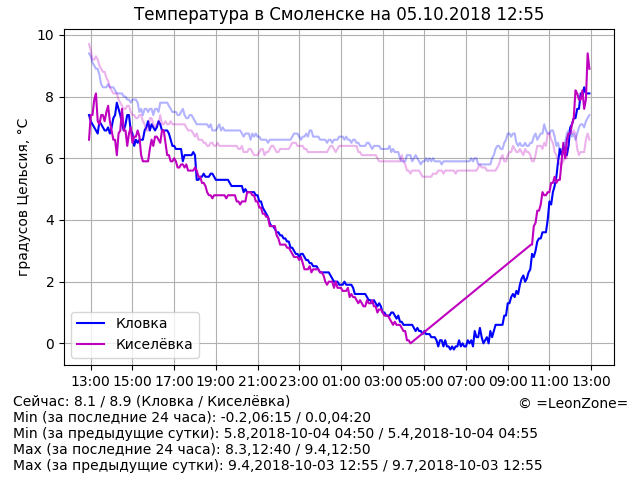 Температура в Смоленске на 05.10.2018 12:55
градусов Цельсия, °C
10
8
6
4
2
0
Кловка
Киселёвка
13:00 15:00 17:00 19:00 21:00 23:00 01:00 03:00 05:00 07:00 09:00 11:00 13:00
Сейчас: 8.1 / 8.9 (Кловка / Киселёвка)
© =LeonZone=
Min (за последние 24 часа): -0.2,06:15 / 0.0,04:20
Min (за предыдущие сутки): 5.8,2018-10-04 04:50 / 5.4,2018-10-04 04:55
Max (за последние 24 часа): 8.3,12:40 / 9.4,12:50
Max (за предыдущие сутки): 9.4,2018-10-03 12:55 / 9.7,2018-10-03 12:55